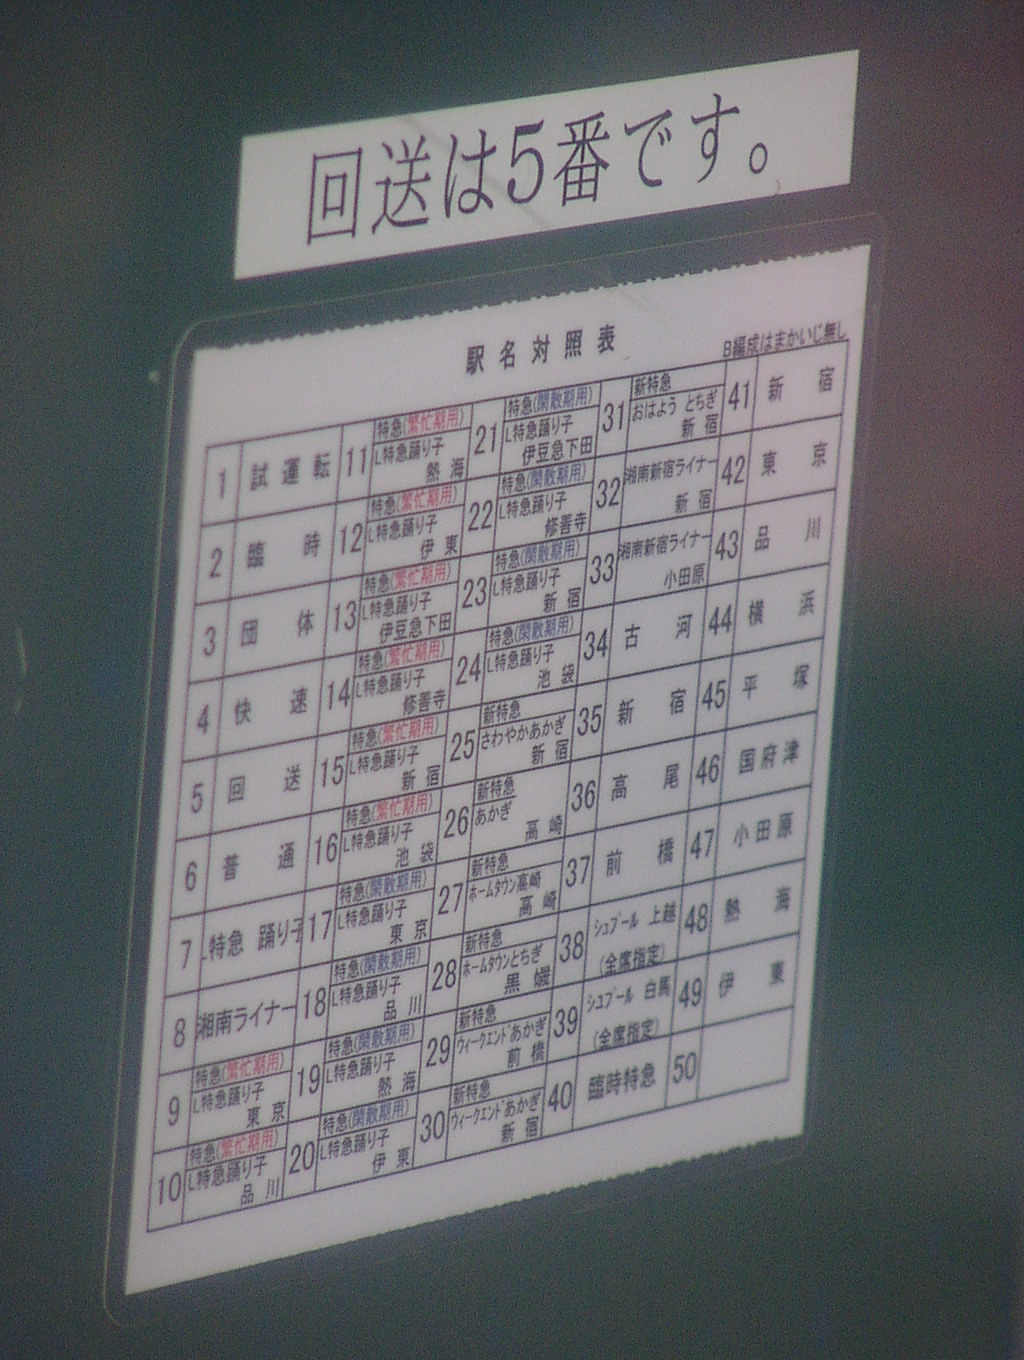 回送は5番です。
駅名対照表
B編成はまかいじ無し
1 試運転
2 臨時
3 団体
4 快速
5 回送
6 普通
7 L特急 踊り子
8 湘南ライナー
9 特急(繁忙期用)
L特急踊り子
東京
10 特急(繁忙期用)
L特急踊り子
品川
11 特急(繁忙期用)
L特急踊り子
熱海
12 特急(繁忙期用)
L特急踊り子
伊東
13 特急(繁忙期用)
L特急踊り子
伊豆急下田
14 特急(繁忙期用)
L特急踊り子
修善寺
15 特急(繁忙期用)
L特急踊り子
新宿
16 特急(繁忙期用)
L特急踊り子
池袋
17 特急(閑散期用)
L特急踊り子
東京
18 特急(閑散期用)
L特急踊り子
品川
19 特急(閑散期用)
L特急踊り子
熱海
20 特急(閑散期用)
L特急踊り子
伊東
21 特急(閑散期用)
L特急踊り子
伊豆急下田
22 特急(閑散期用)
L特急踊り子
修善寺
23 特急(閑散期用)
L特急踊り子
新宿
24 特急(閑散期用)
L特急踊り子
池袋
25 新特急
さわやかあかぎ
新宿
26 新特急
あかぎ
高崎
27 新特急
ホームタウン高崎
高崎
28 新特急
ホームタウンとちぎ
黒磯
29 新特急
ウィークエンドあかぎ
前橋
30 新特急
ウィークエンドあかぎ
新宿
31 新特急
おはよう とちぎ
新宿
32 湘南新宿ライナー
新宿
33 湘南新宿ライナー
小田原
34 古河
35 新宿
36 高尾
37 前橋
38 シュプール 上越
(全席指定)
39 シュプール 白馬
(全席指定)
40 臨時特急
41 新宿
42 東京
43 品川
44 横浜
45 平塚
46 国府津
47 小田原
48 熱海
49 伊東
50